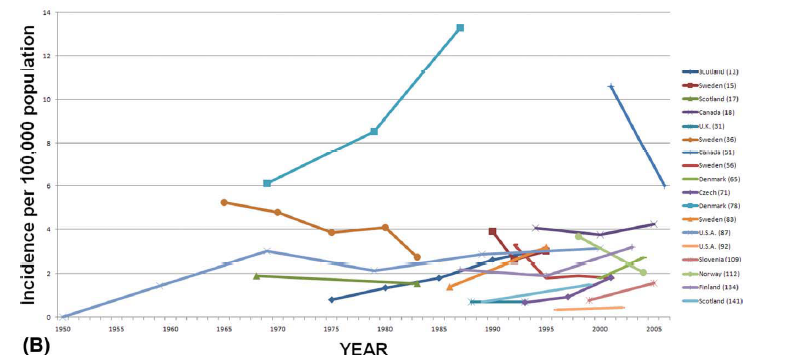 14
12
10
8
6
4
2
0
Incidence per 100,000 population
1950 1955 1960 1965 1970 1975 1980 1985 1990 1995 2000 2005
(B)
YEAR
(11)
Sweden (15)
Scotland (17)
Canada (18)
U.K. (31)
Sweden (36)
Canada (51)
Sweden (56)
Denmark (65)
Czech (71)
Denmark (78)
Sweden (83)
U.S.A. (87)
U.S.A. (92)
Slovenia (109)
Norway (112)
Finland (134)
Scotland (141)